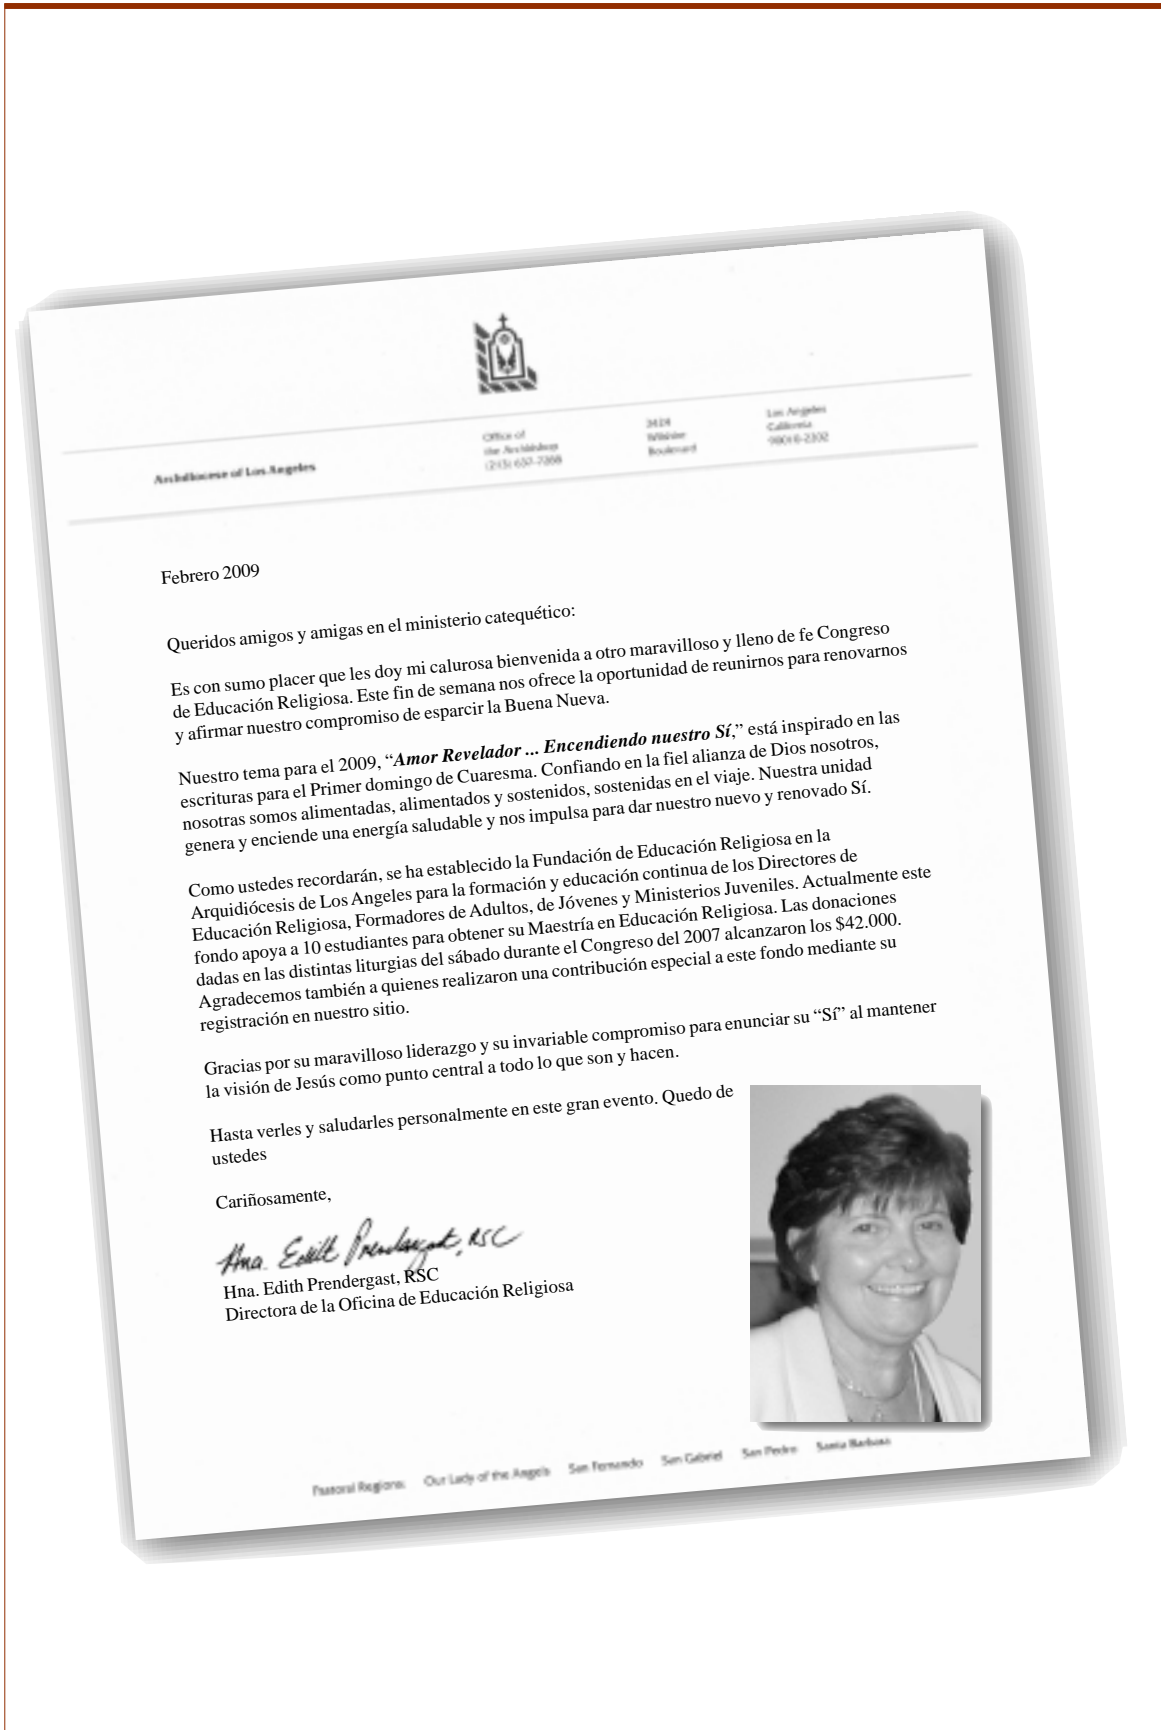 Archdiocese of Los Angeles
Office of
the Archbishop
(213) 637-7288
3424
Wilshire
Boulevard
Los Angeles
California
90010-2202
Febrero 2009
Queridos amigos y amigas en el ministerio catequético:
Es con sumo placer que les doy mi calurosa bienvenida a otro maravilloso y lleno de fe Congreso
de Educación Religiosa. Este fin de semana nos ofrece la oportunidad de reunirnos para renovarnos
y afirmar nuestro compromiso de esparcir la Buena Nueva.
Nuestro tema para el 2009, “Amor Revelador ... Encendiendo nuestro Sí,” está inspirado en las
escrituras para el Primer domingo de Cuaresma. Confiando en la fiel alianza de Dios nosotros,
nosotras somos alimentadas, alimentados y sostenidos, sostenidas en el viaje. Nuestra unidad
genera y enciende una energía saludable y nos impulsa para dar nuestro nuevo y renovado Sí.
Como ustedes recordarán, se ha establecido la Fundación de Educación Religiosa en la
Arquidiócesis de Los Angeles para la formación y educación continua de los Directores de
Educación Religiosa, Formadores de Adultos, de Jóvenes y Ministerios Juveniles. Actualmente este
fondo apoya a 10 estudiantes para obtener su Maestría en Educación Religiosa. Las donaciones
dadas en las distintas liturgias del sábado durante el Congreso del 2007 alcanzaron los $42.000.
Agradecemos también a quienes realizaron una contribución especial a este fondo mediante su
registración en nuestro sitio.
Gracias por su maravilloso liderazgo y su invariable compromiso para enunciar su “Sí” al mantener
la visión de Jesús como punto central a todo lo que son y hacen.
Hasta verles y saludarles personalmente en este gran evento. Quedo de
ustedes
Cariñosamente,
Hna. Edith Prendergast, RSC
Hna. Edith Prendergast, RSC
Directora de la Oficina de Educación Religiosa
Pastoral Regions: Our Lady of the Angels San Fernando San Gabriel San Pedro Santa Barbara